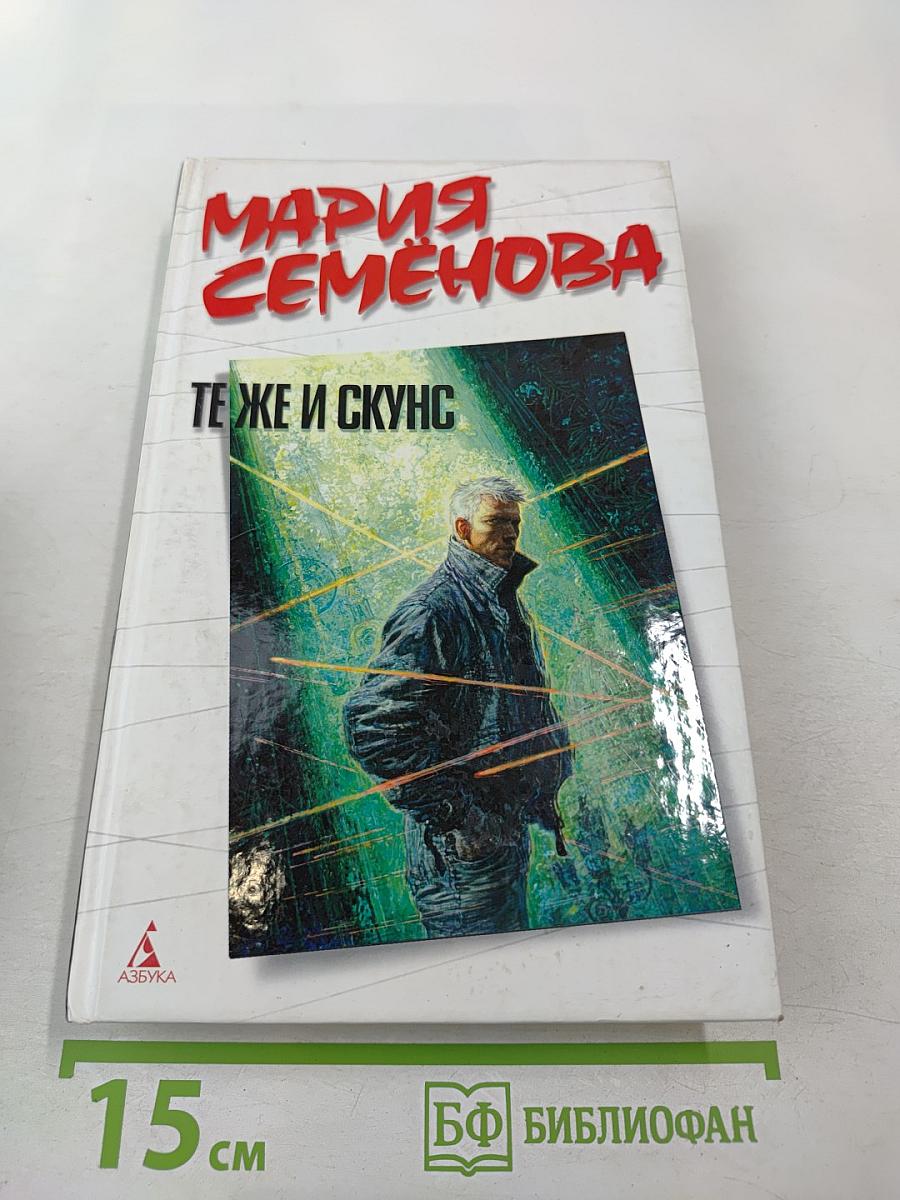 МАРИЯ
СЕМЁНОВА
ТЕ ЖЕ И СКУНС
АЗБУКА
15 см
БФ БИБЛИОФАН